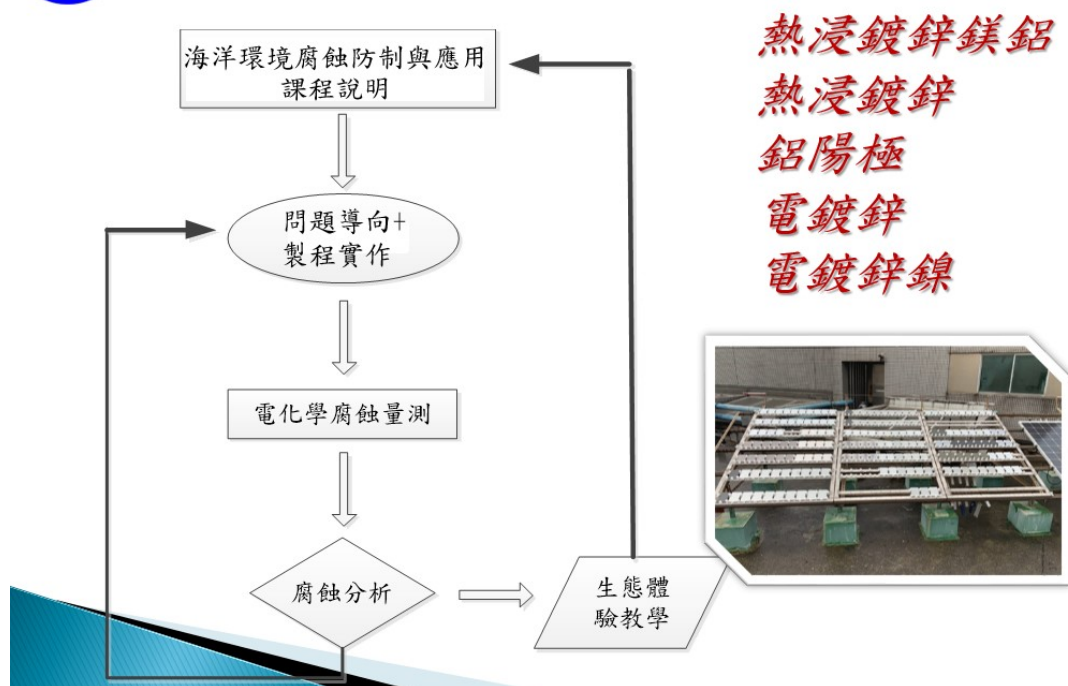 海洋環境腐蝕防制與應用
課程說明
問題導向+
製程實作
電化學腐蝕量測
腐蝕分析
生態體
驗教學
熱浸鍍鋅鎂鋁
熱浸鍍鋅
鋁陽極
電鍍鋅
電鍍鋅鎳